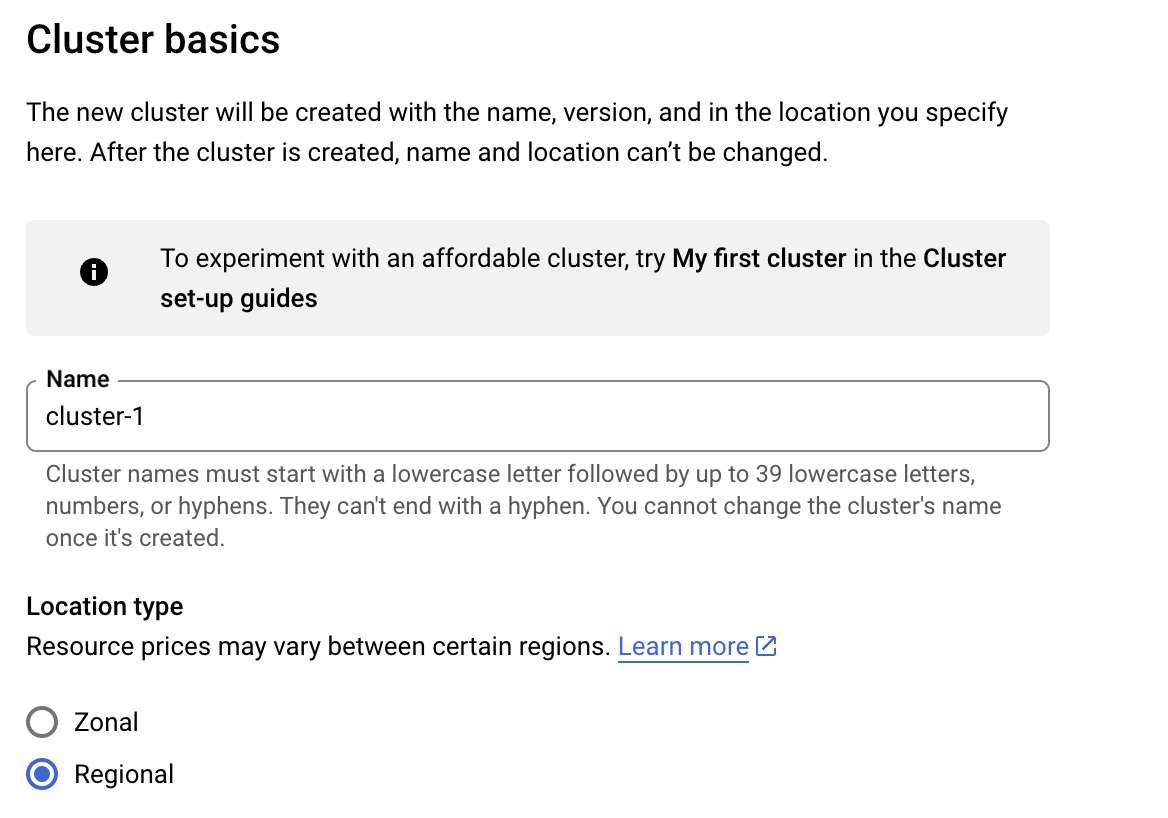 Cluster basics
The new cluster will be created with the name, version, and in the location you specify
here. After the cluster is created, name and location can’t be changed.
To experiment with an affordable cluster, try My first cluster in the Cluster
set-up guides
Name
cluster-1
Cluster names must start with a lowercase letter followed by up to 39 lowercase letters,
numbers, or hyphens. They can't end with a hyphen. You cannot change the cluster's name
once it's created.
Location type
Resource prices may vary between certain regions. Learn more
Zonal
Regional